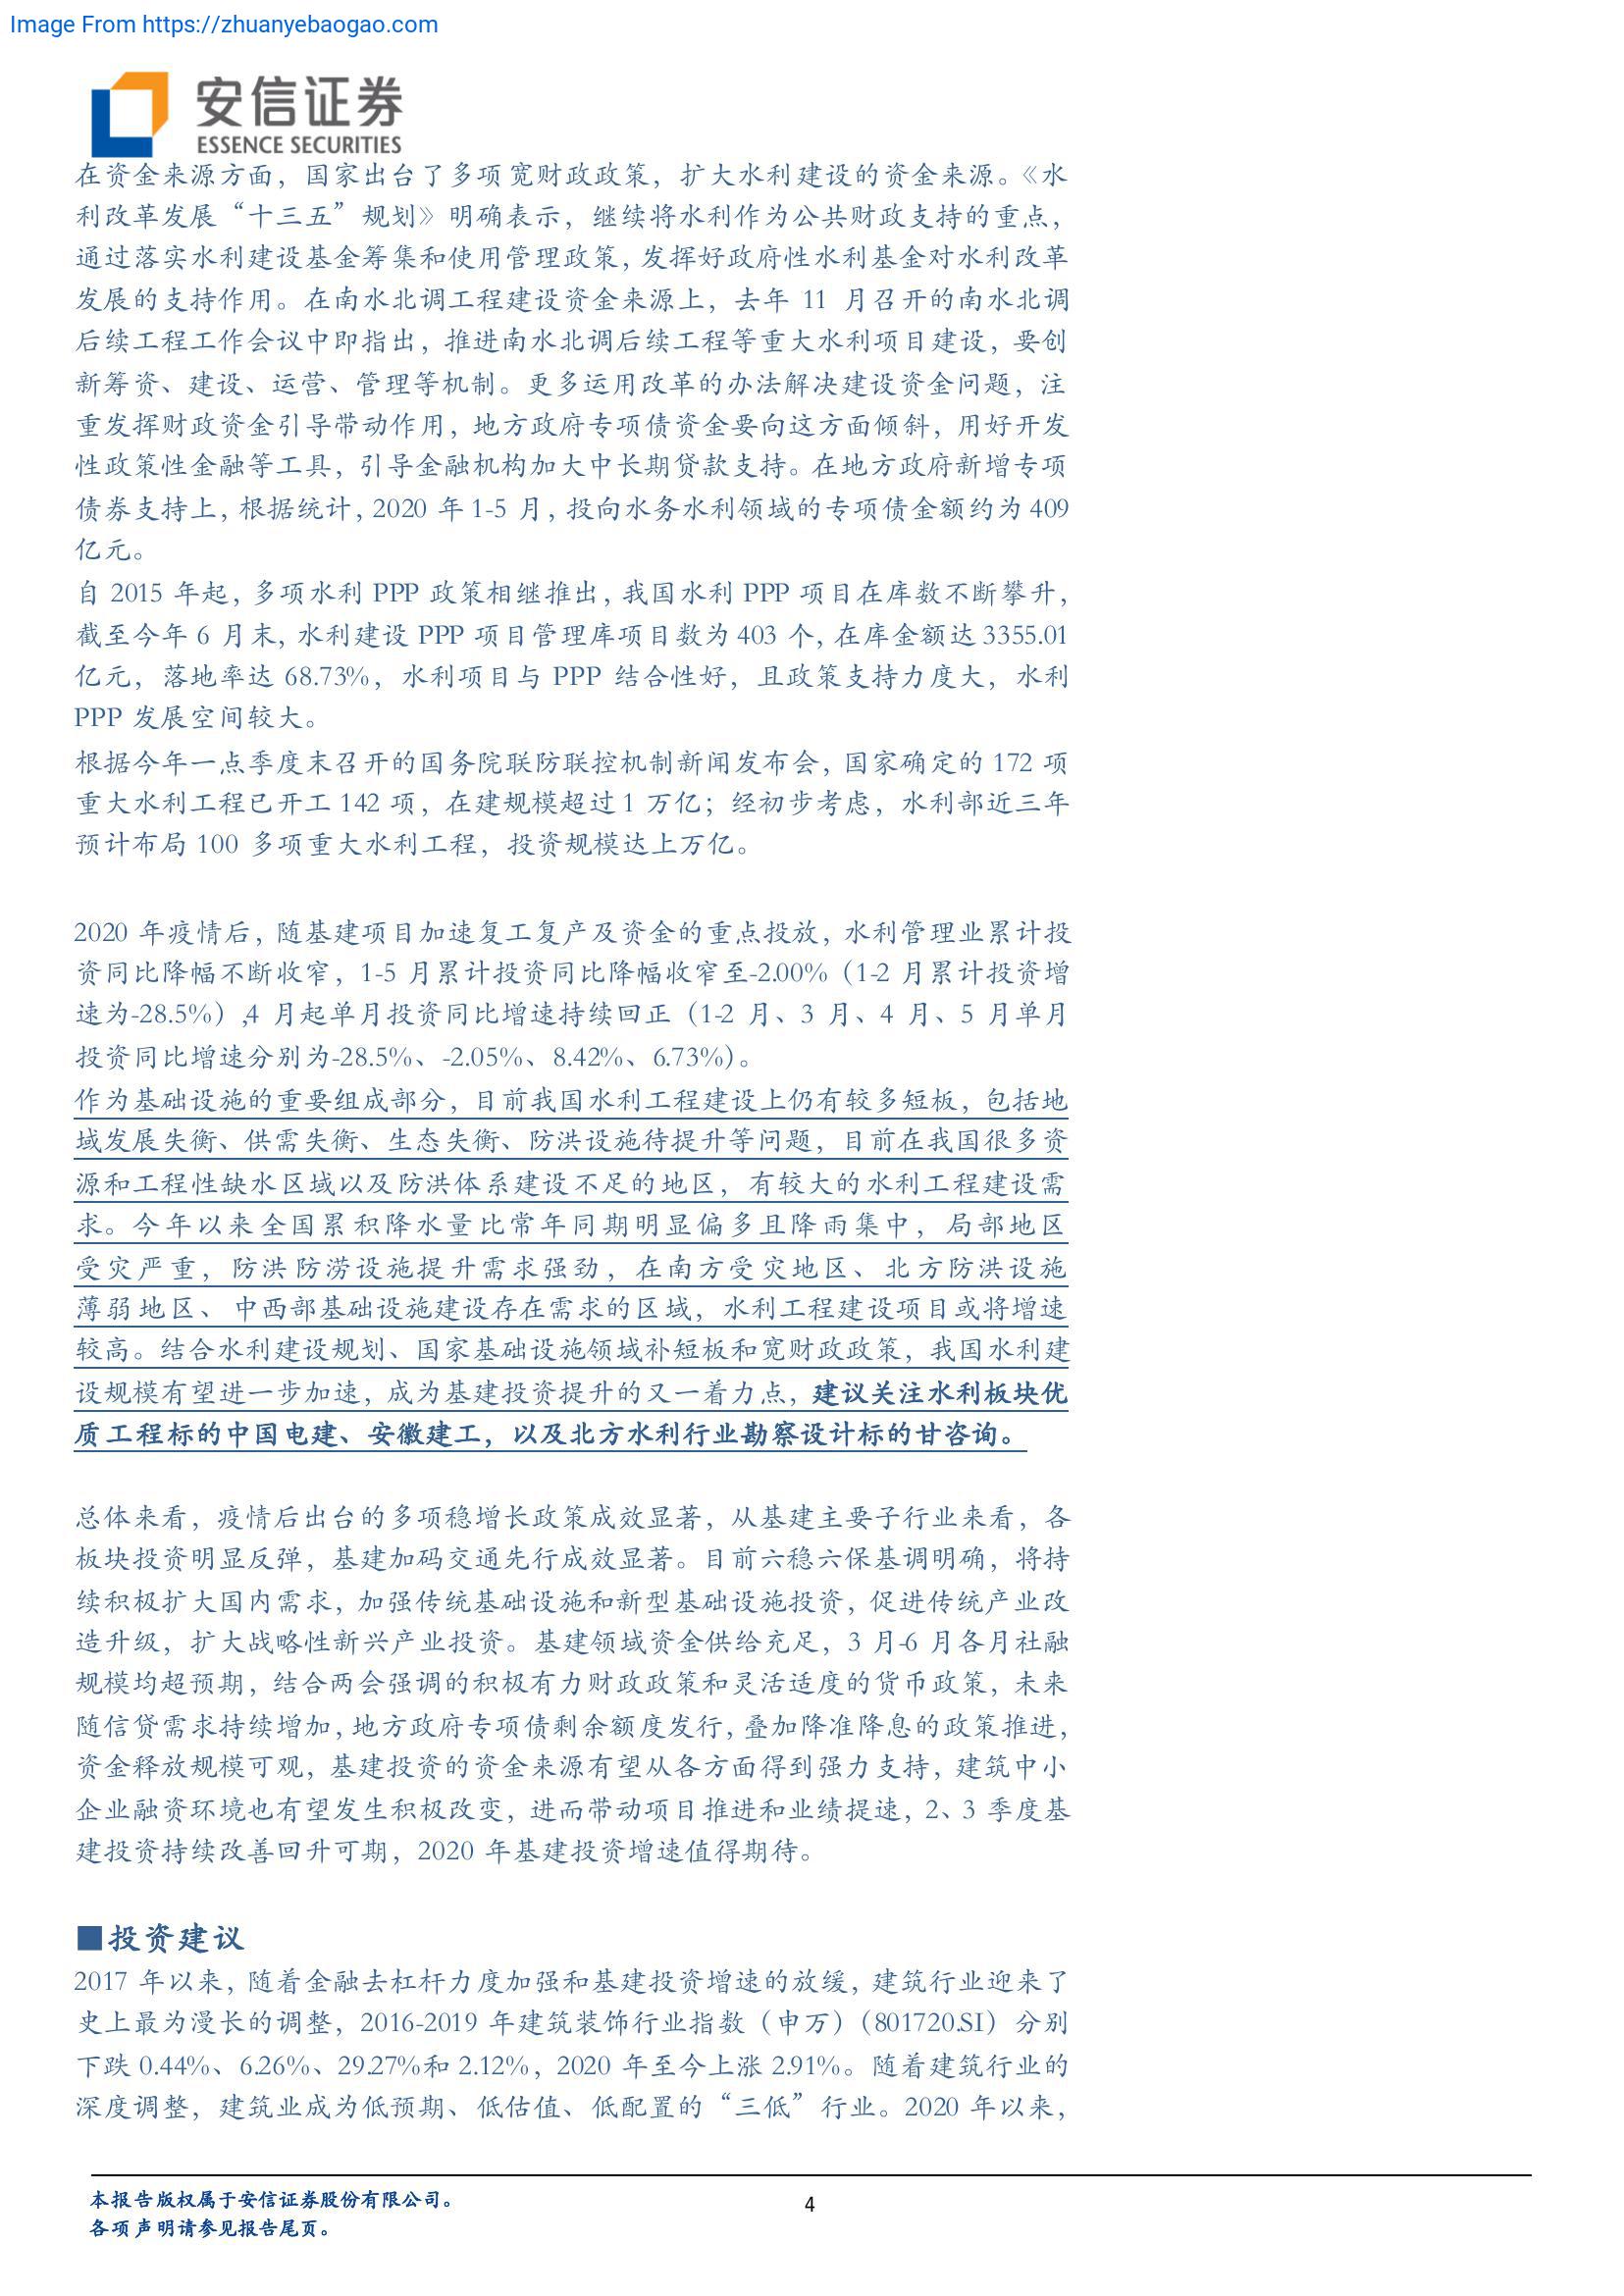 Image From https://zhuanyebaogao.com
安信证券
ESSENCE SECURITIES
在资金来源方面，国家出台了多项宽财政政策，扩大水利建设的资金来源。《水
利改革发展“十三五”规划》明确表示，继续将水利作为公共财政支持的重点，
通过落实水利建设基金筹集和使用管理政策，发挥好政府性水利基金对水利改革
发展的支持作用。在南水北调工程建设资金来源上，去年 11 月召开的南水北调
后续工程工作会议中即指出，推进南水北调后续工程等重大水利项目建设，要创
新筹资、建设、运营、管理等机制。更多运用改革的办法解决建设资金问题，注
重发挥财政资金引导带动作用，地方政府专项债资金要向这方面倾斜，用好开发
性政策性金融等工具，引导金融机构加大中长期贷款支持。在地方政府新增专项
债券支持上，根据统计，2020 年 1-5 月，投向水务水利领域的专项债金额约为 409
亿元。
自 2015 年起，多项水利 PPP 政策相继推出，我国水利 PPP 项目在库数不断攀升，
截至今年 6 月末，水利建设 PPP 项目管理库项目数为 403 个，在库金额达 3355.01
亿元，落地率达 68.73%，水利项目与 PPP 结合性好，且政策支持力度大，水利
PPP 发展空间较大。
根据今年一点季度末召开的国务院联防联控机制新闻发布会，国家确定的 172 项
重大水利工程已开工 142 项，在建规模超过 1 万亿；经初步考虑，水利部近三年
预计布局 100 多项重大水利工程，投资规模达上万亿。
2020 年疫情后，随基建项目加速复工复产及资金的重点投放，水利管理业累计投
资同比降幅不断收窄，1-5 月累计投资同比降幅收窄至-2.00%（1-2 月累计投资增
速为-28.5%）,4 月起单月投资同比增速持续回正（1-2 月、3 月、4 月、5 月单月
投资同比增速分别为-28.5%、-2.05%、8.42%、6.73%)。
作为基础设施的重要组成部分，目前我国水利工程建设上仍有较多短板，包括地
域发展失衡、供需失衡、生态失衡、防洪设施待提升等问题，目前在我国很多资
源和工程性缺水区域以及防洪体系建设不足的地区，有较大的水利工程建设需
求。今年以来全国累积降水量比常年同期明显偏多且降雨集中，局部地区
受灾严重，防洪防涝设施提升需求强劲，在南方受灾地区、北方防洪设施
薄弱地区、中西部基础设施建设存在需求的区域，水利工程建设项目或将增速
较高。结合水利建设规划、国家基础设施领域补短板和宽财政政策，我国水利建
设规模有望进一步加速，成为基建投资提升的又一着力点，建议关注水利板块优
质工程标的中国电建、安徽建工，以及北方水利行业勘察设计标的甘咨询。
总体来看，疫情后出台的多项稳增长政策成效显著，从基建主要子行业来看，各
板块投资明显反弹，基建加码交通先行成效显著。目前六稳六保基调明确，将持
续积极扩大国内需求，加强传统基础设施和新型基础设施投资，促进传统产业改
造升级，扩大战略性新兴产业投资。基建领域资金供给充足，3 月-6 月各月社融
规模均超预期，结合两会强调的积极有力财政政策和灵活适度的货币政策，未来
随信贷需求持续增加，地方政府专项债剩余额度发行，叠加降准降息的政策推进，
资金释放规模可观，基建投资的资金来源有望从各方面得到强力支持，建筑中小
企业融资环境也有望发生积极改变，进而带动项目推进和业绩提速，2、3 季度基
建投资持续改善回升可期，2020 年基建投资增速值得期待。
■投资建议
2017 年以来，随着金融去杠杆力度加强和基建投资增速的放缓，建筑行业迎来了
史上最为漫长的调整，2016-2019 年建筑装饰行业指数（申万）（801720.SI）分别
下跌 0.44%、6.26%、29.27%和 2.12%，2020 年至今上涨 2.91%。随着建筑行业的
深度调整，建筑业成为低预期、低估值、低配置的“三低”行业。2020 年以来，
本报告版权属于安信证券股份有限公司。
各项声明请参见报告尾页。
4